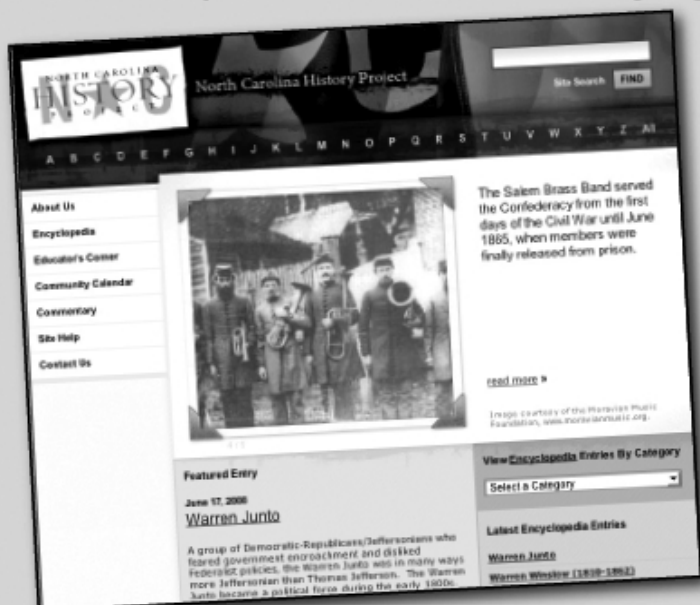 NORTH CAROLINA
HISTORY
PROJECT
North Carolina History Project
Site Search FIND
A B C D E F G H I J K L M N O P Q R S T U V W X Y Z All
About Us
Encyclopedia
Educator's Corner
Community Calendar
Commentary
Site Help
Contact Us
The Salem Brass Band served
the Confederacy from the first
days of the Civil War until June
1865, when members were
finally released from prison.
read more »
Image courtesy of the Moravian Music
Foundation, www.moravianmusic.org.
Featured Entry
June 17, 2008
Warren Junto
A group of Democratic-Republicans/Jeffersonians who
feared government encroachment and disliked
Federalist policies, the Warren Junto was in many ways
more Jeffersonian than Thomas Jefferson. The Warren
Junto became a political force during the early 1800s.
View Encyclopedia Entries By Category
Select a Category
Latest Encyclopedia Entries
Warren Junto
Warren Winslow (1810-1862)